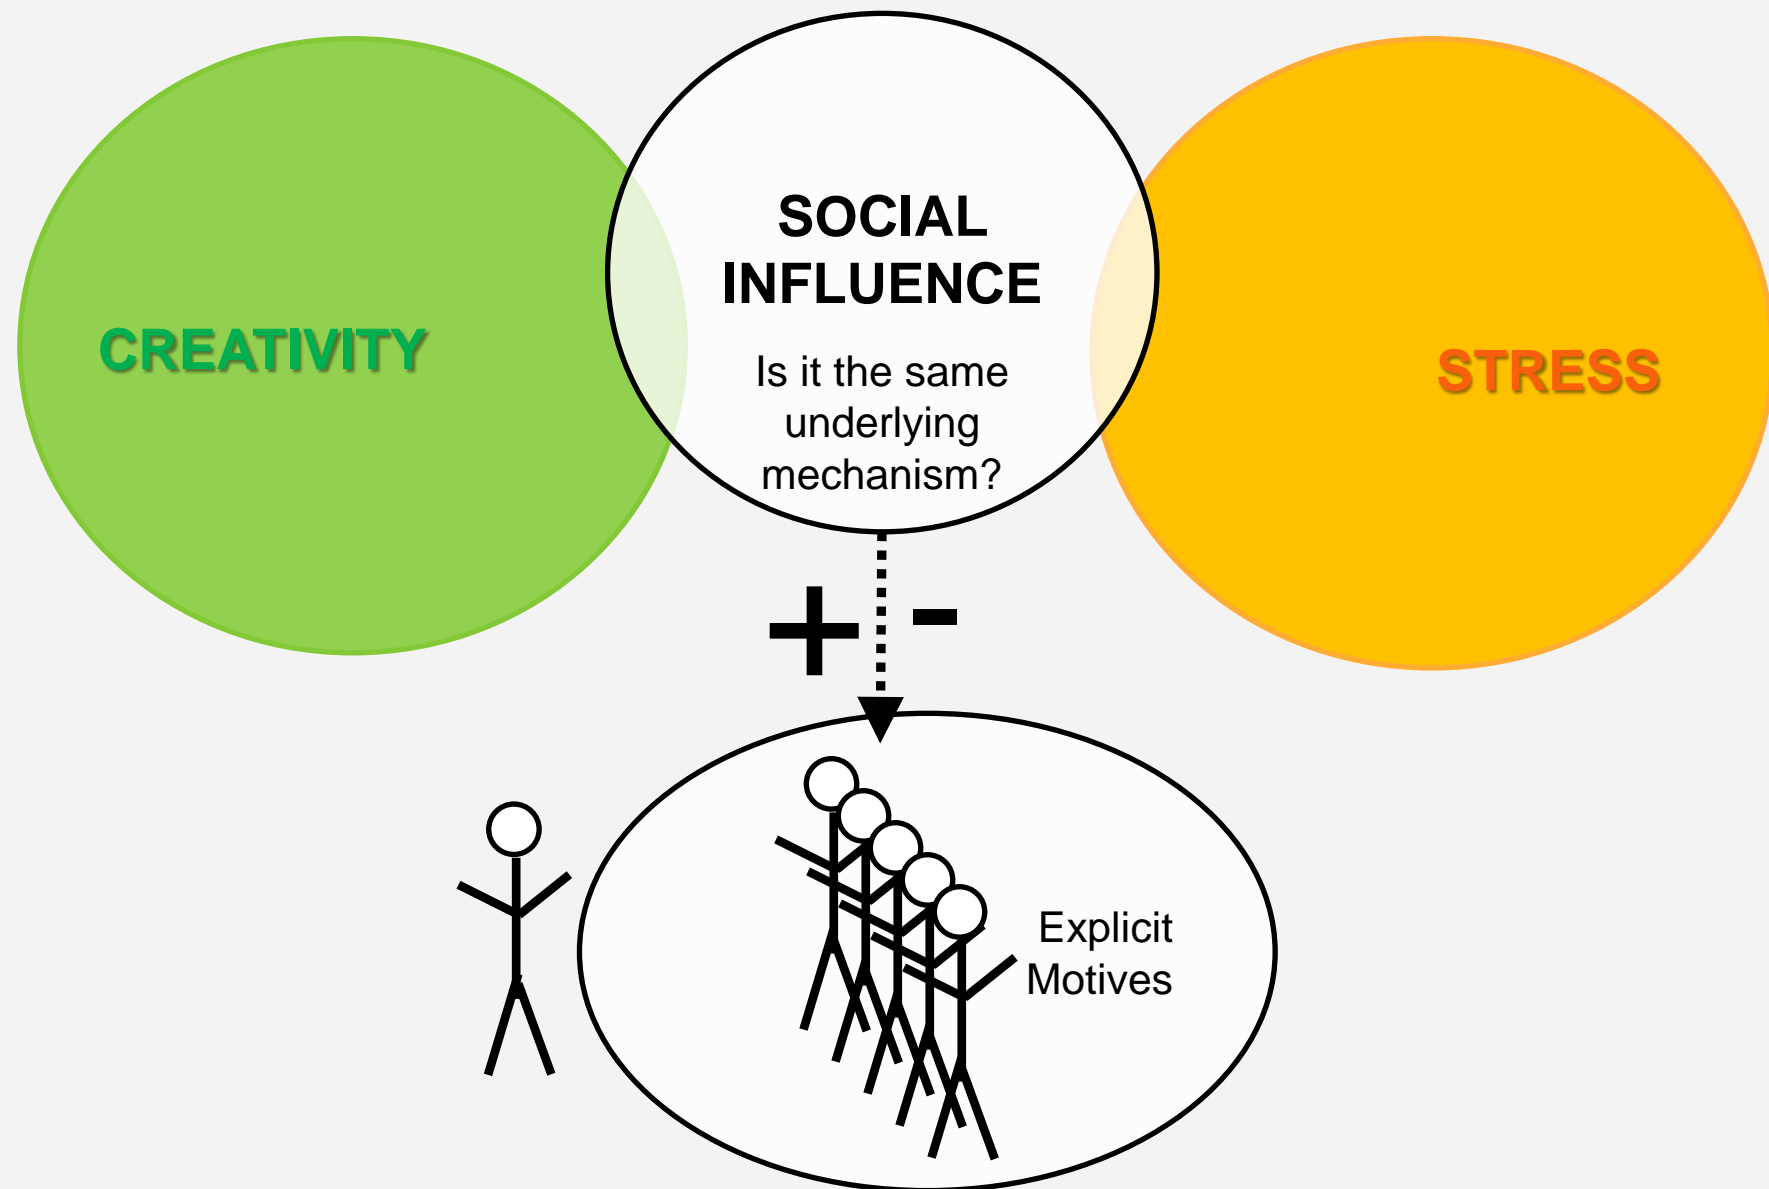 SOCIAL
INFLUENCE
Is it the same
underlying
mechanism?
CREATIVITY
STRESS
+ -
Explicit
Motives